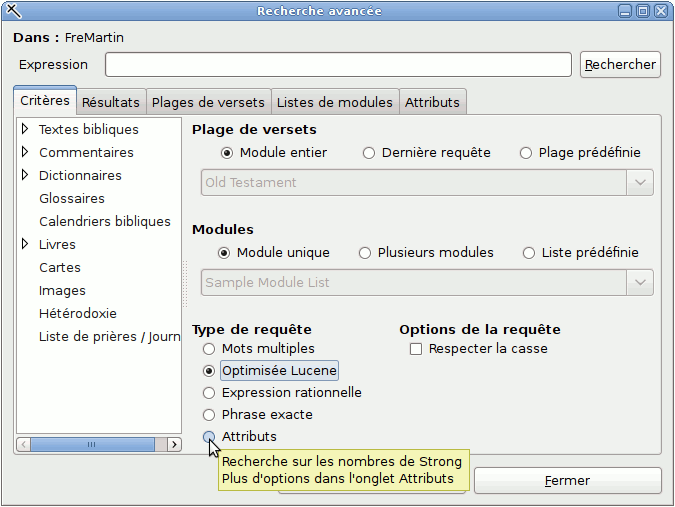 Recherche avancée
Dans : FreMartin
Expression
Rechercher
Critères
Résultats
Plages de versets
Listes de modules
Attributs
Textes bibliques
Commentaires
Dictionnaires
Glossaires
Calendriers bibliques
Livres
Cartes
Images
Hétérodoxie
Liste de prières / Journ
Plage de versets
Module entier
Dernière requête
Plage prédéfinie
Old Testament
Modules
Module unique
Plusieurs modules
Liste prédéfinie
Sample Module List
Type de requête
Mots multiples
Optimisée Lucene
Expression rationnelle
Phrase exacte
Attributs
Options de la requête
Respecter la casse
Recherche sur les nombres de Strong
Plus d'options dans l'onglet Attributs
Fermer